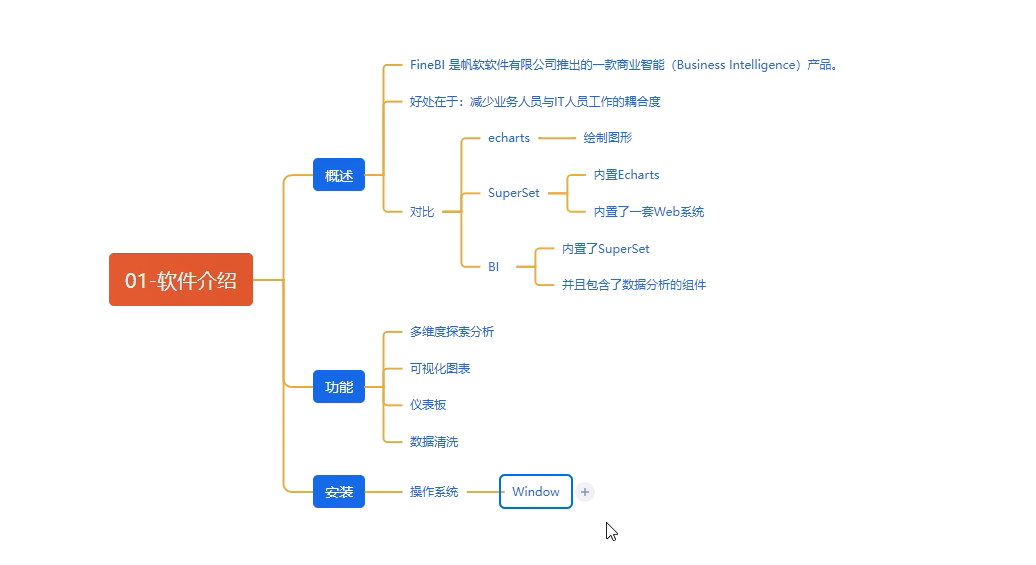 01-软件介绍
概述
FineBI 是帆软软件有限公司推出的一款商业智能（Business Intelligence）产品。
好处在于：减少业务人员与IT人员工作的耦合度
对比
echarts
绘制图形
SuperSet
内置Echarts
内置了一套Web系统
BI
内置了SuperSet
并且包含了数据分析的组件
功能
多维度探索分析
可视化图表
仪表板
数据清洗
安装
操作系统
Window